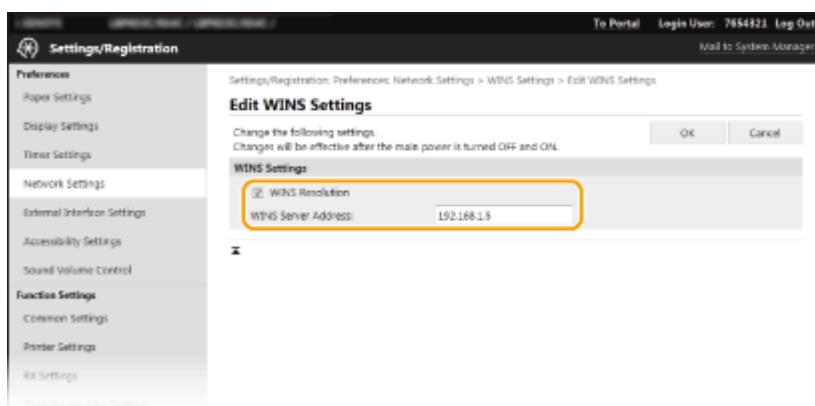 To Portal Login User: 7654321 Log Out
Settings/Registration
Mail to System Manager
Preferences
Paper Settings
Display Settings
Timer Settings
Network Settings
External Interface Settings
Accessibility Settings
Sound Volume Control
Function Settings
Common Settings
Printer Settings
RX Settings
Settings/Registration: Preferences: Network Settings > WINS Settings > Edit WINS Settings
Edit WINS Settings
Change the following settings.
Changes will be effective after the main power is turned OFF and ON.
OK Cancel
WINS Settings
WINS Resolution
WINS Server Address: 192.168.1.5